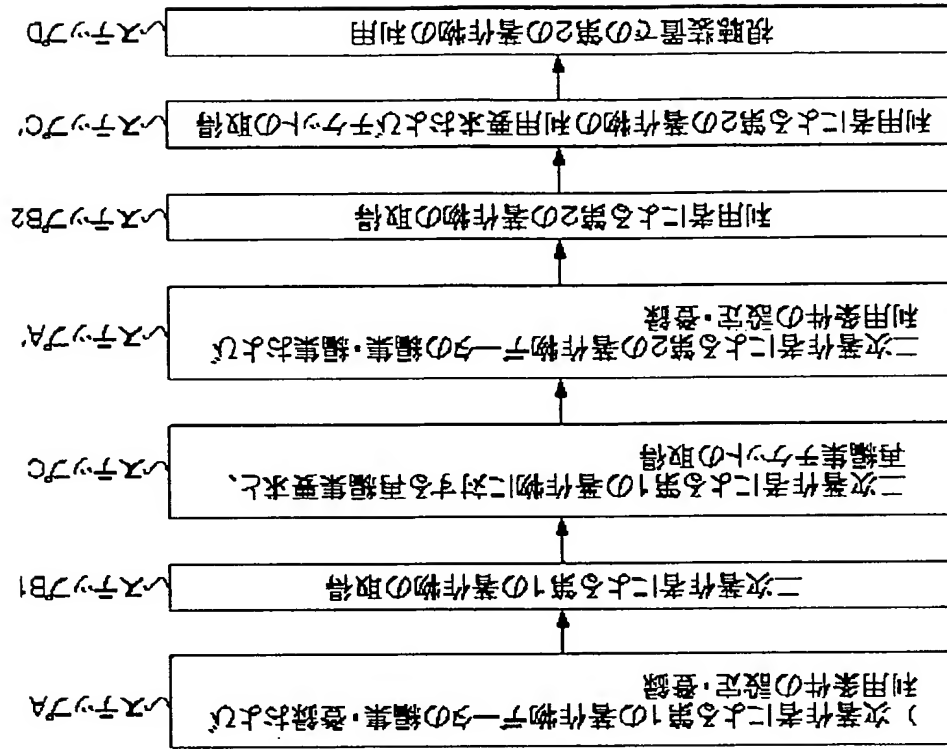 次著作者による第1の著作物データの編集・登録および
利用条件の設定・登録
ステップA
二次著作者による第1の著作物の取得
ステップB1
二次著作者による第1の著作物に対する再編集要求と、
再編集チケットの取得
ステップC
二次著作者による第2の著作物データの編集・編集および
利用条件の設定・登録
ステップA'
利用者による第2の著作物の取得
ステップB2
利用者による第2の著作物の利用要求およびチケットの取得
ステップC'
視聴装置での第2の著作物の利用
ステップD